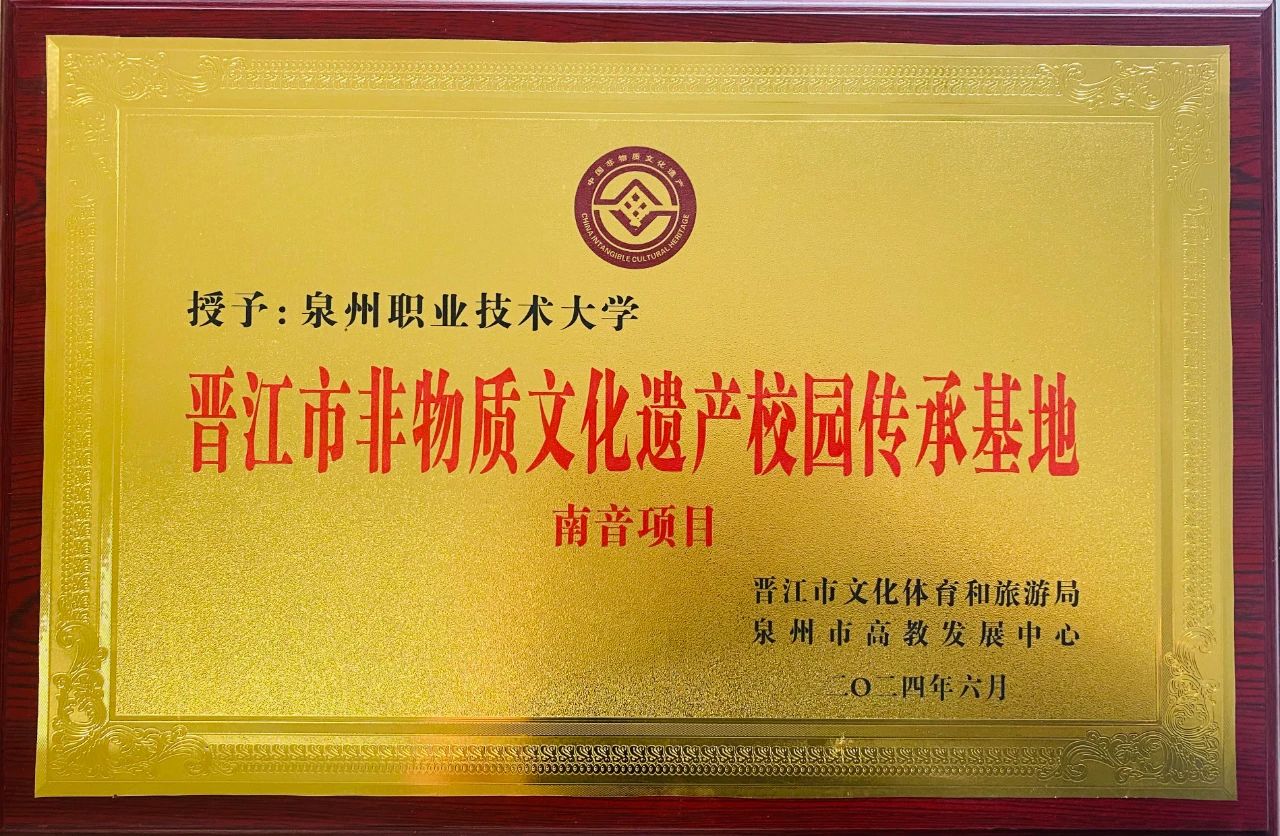 中国非物质文化遗产
CHINA INTANGIBLE CULTURAL HERITAGE
授予：泉州职业技术大学
晋江市非物质文化遗产校园传承基地
南音项目
晋江市文化体育和旅游局
泉州市高教发展中心
二〇二四年六月